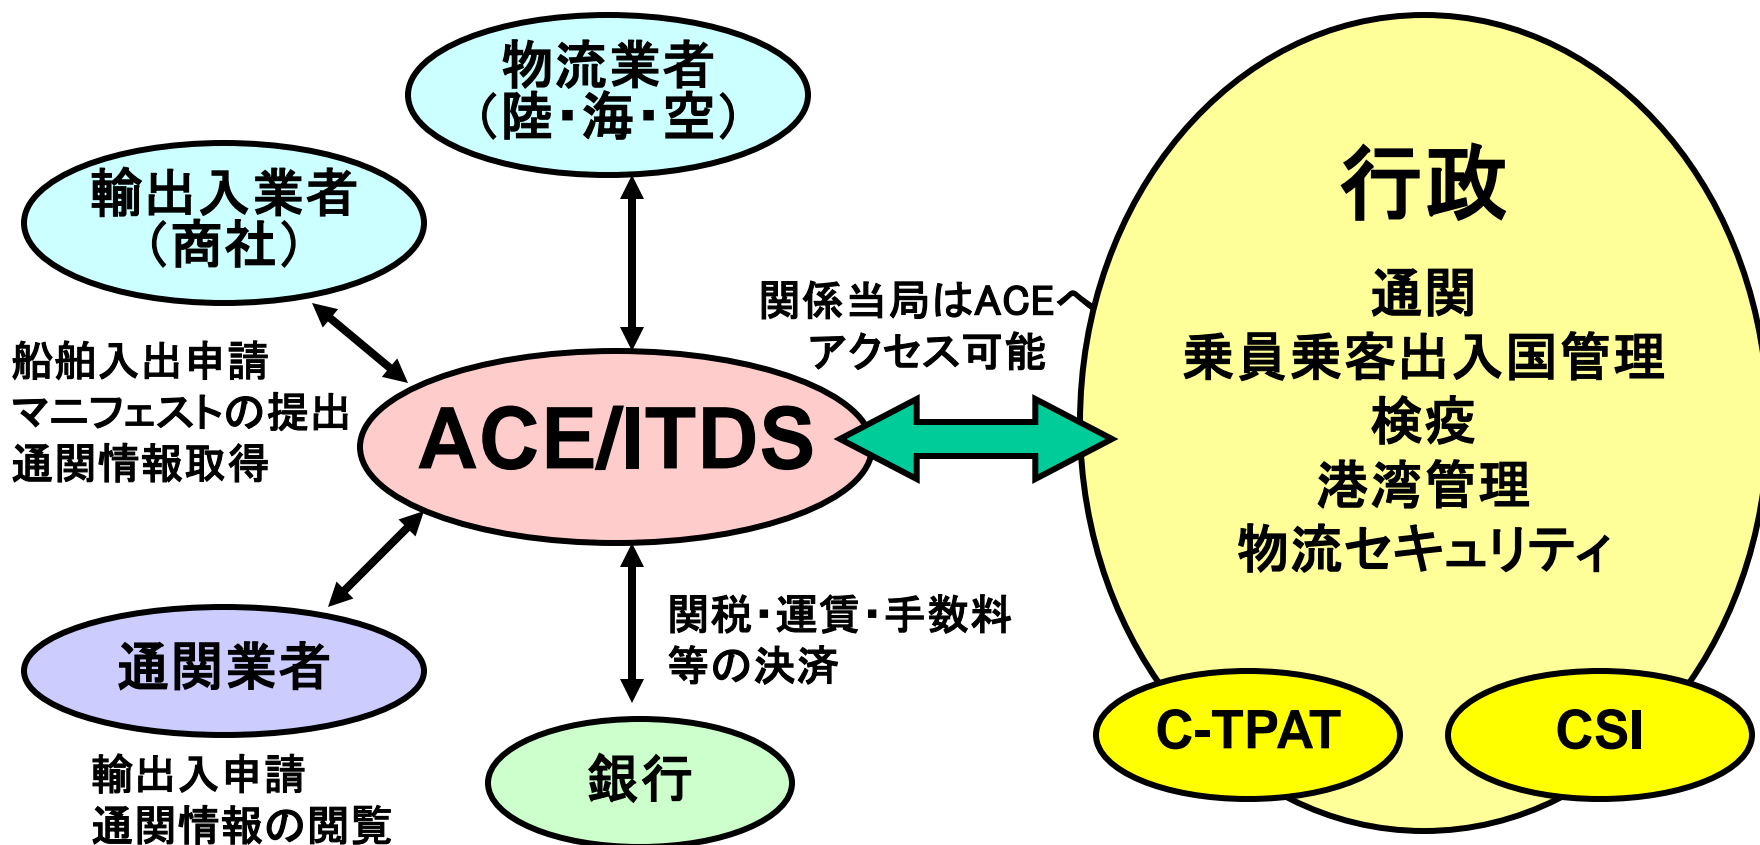 物流業者
（陸・海・空）
輸出入業者
（商社）
船舶入出申請
マニフェストの提出
通関情報取得
ACE/ITDS
関係当局はACEへ
アクセス可能
行政
通関
乗員乗客出入国管理
検疫
港湾管理
物流セキュリティ
通関業者
輸出入申請
通関情報の閲覧
関税・運賃・手数料
等の決済
銀行
C-TPAT
CSI